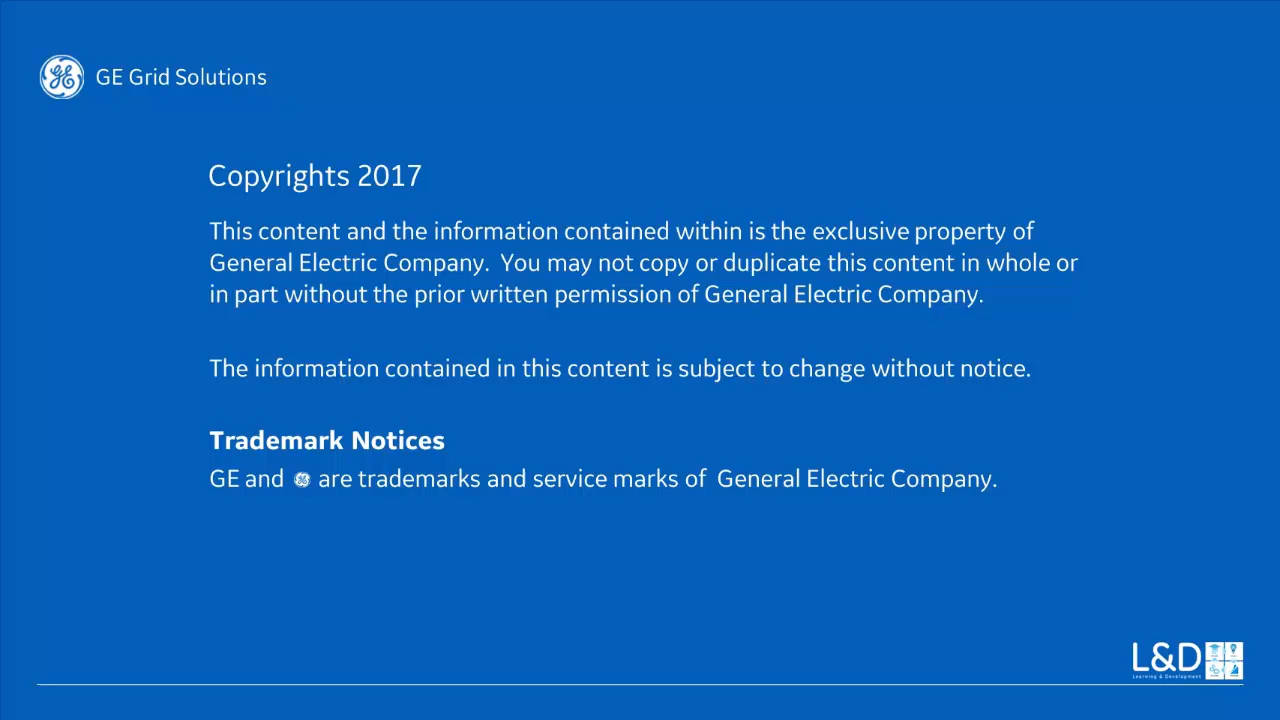 GE Grid Solutions
Copyrights 2017
This content and the information contained within is the exclusive property of
General Electric Company.  You may not copy or duplicate this content in whole or
in part without the prior written permission of General Electric Company.
The information contained in this content is subject to change without notice.
Trademark Notices
GE and are trademarks and service marks of  General Electric Company.
L&D
Learning & Development